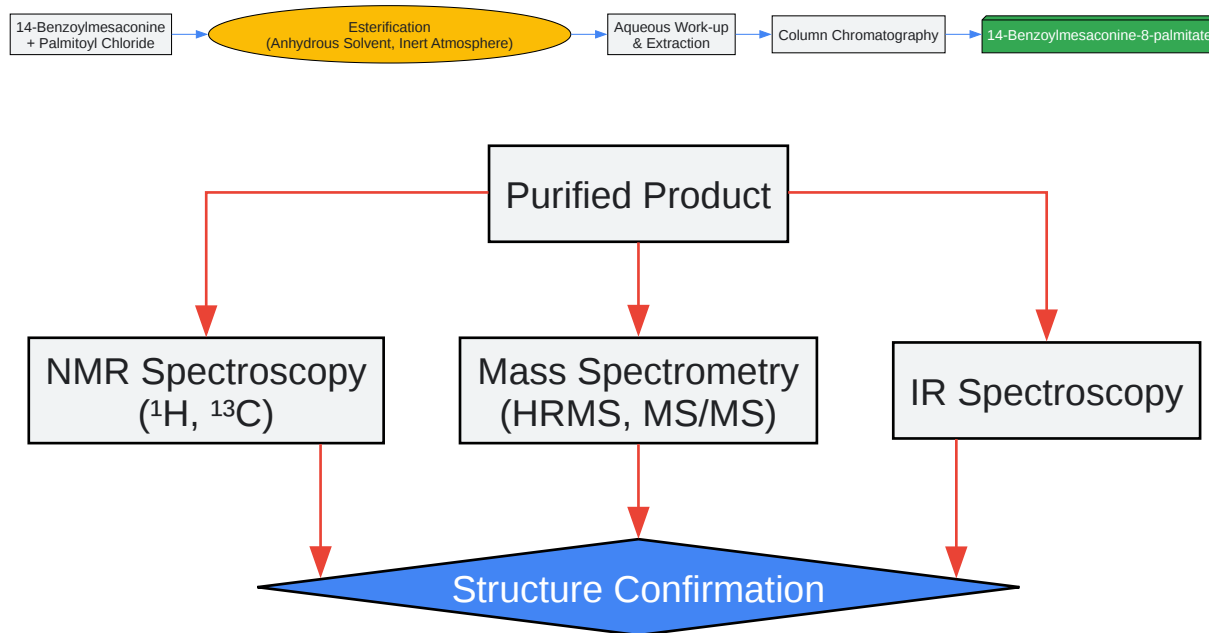 14-Benzoylmesaconine
+ Palmitoyl Chloride
Esterification
(Anhydrous Solvent, Inert Atmosphere)
Aqueous Work-up
& Extraction
Column Chromatography
14-Benzoylmesaconine-8-palmitate
Purified Product
NMR Spectroscopy
(¹H, ¹³C)
Mass Spectrometry
(HRMS, MS/MS)
IR Spectroscopy
Structure Confirmation